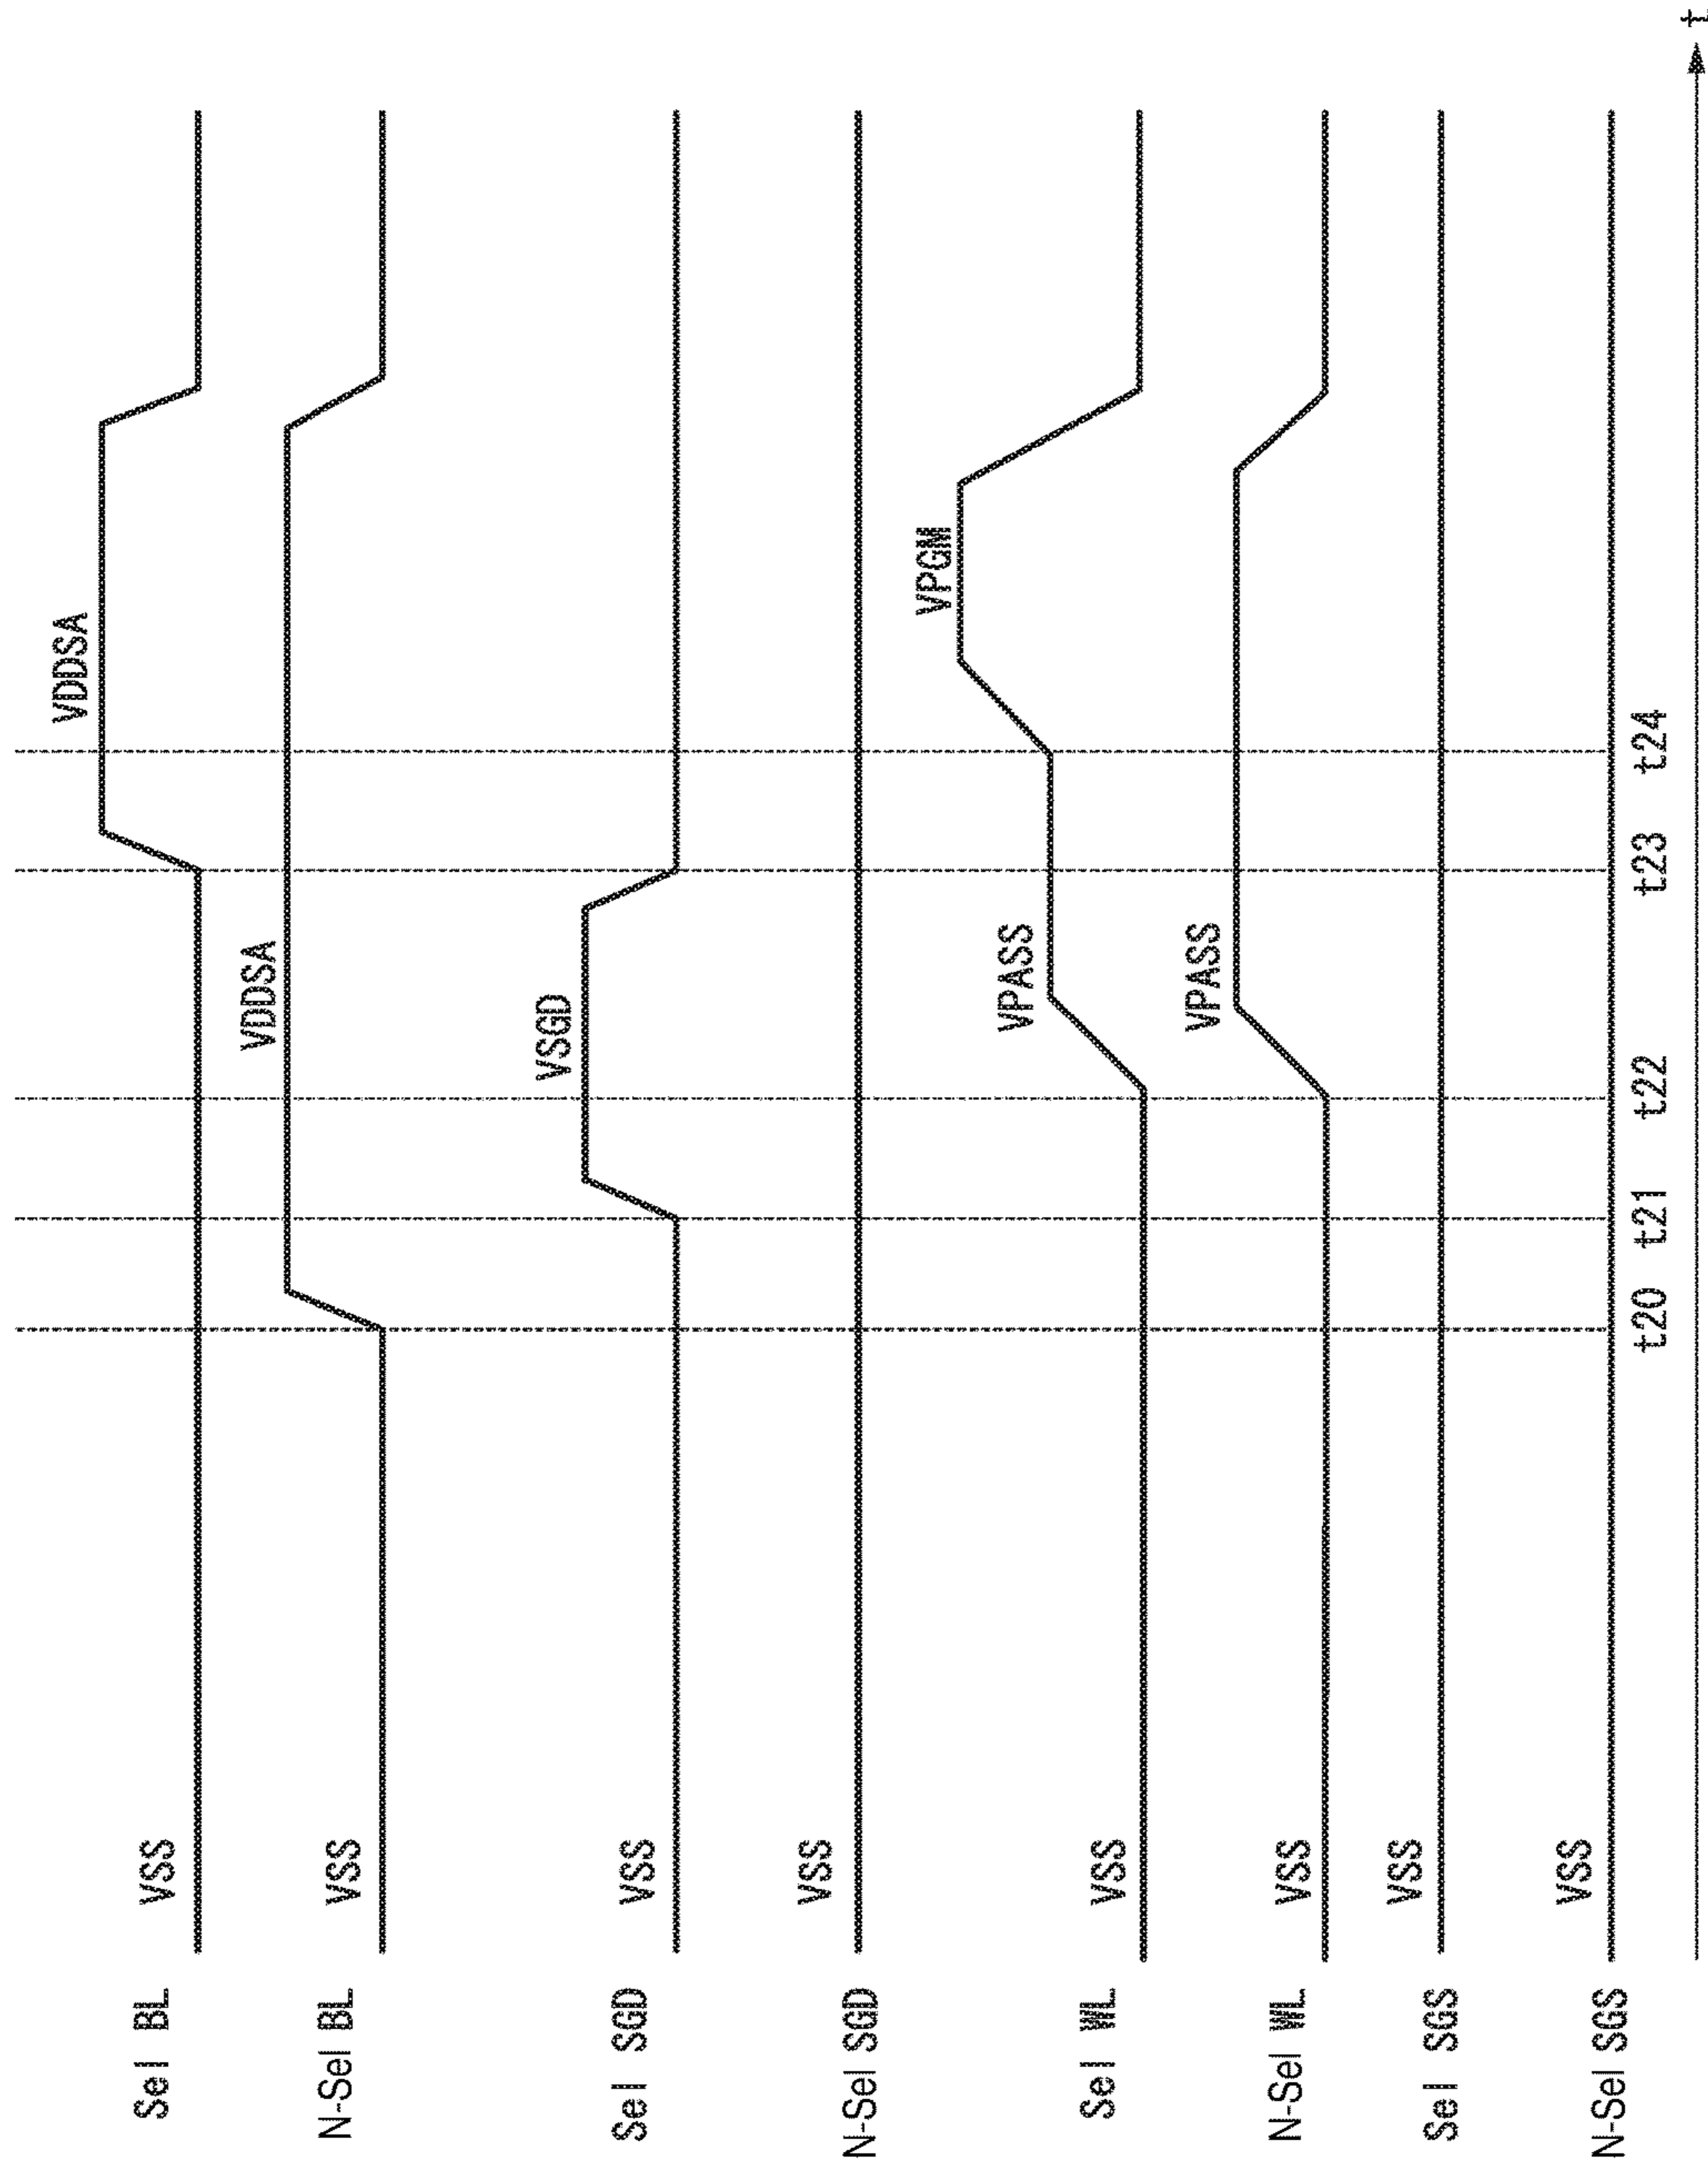 Sel BL VSS VDDSA
N-Sel BL VSS VDDSA
Sel SGD VSS VSGD
N-Sel SGD VSS
Sel WL VSS VPASS VPGM
N-Sel WL VSS VPASS
Sel SGS VSS
N-Sel SGS VSS
t20 t21 t22 t23 t24
t